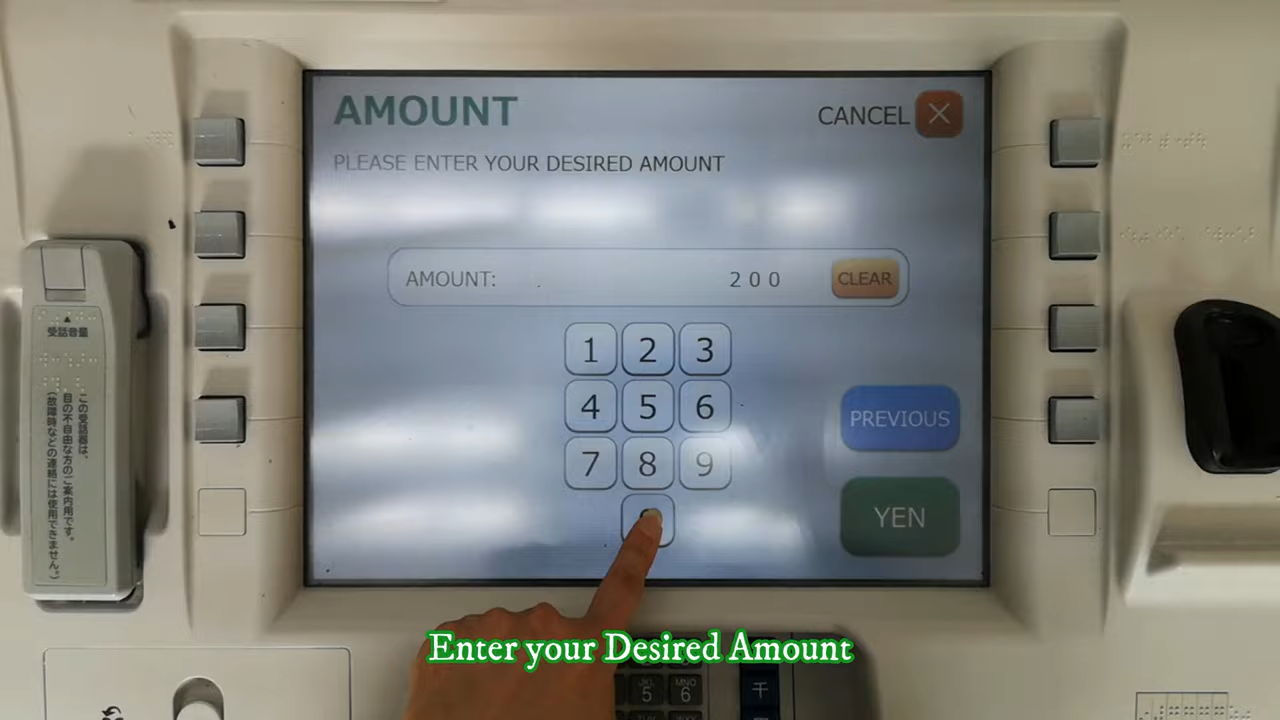 AMOUNT
CANCEL
PLEASE ENTER YOUR DESIRED AMOUNT
AMOUNT: 200 CLEAR
1 2 3
4 5 6
7 8 9
PREVIOUS
YEN
受話音量
この受話器は、
目の不自由な方のご案内用です。
(故障時などの連絡には使用できません。)
Enter your Desired Amount
JKL MNO
5 6 千